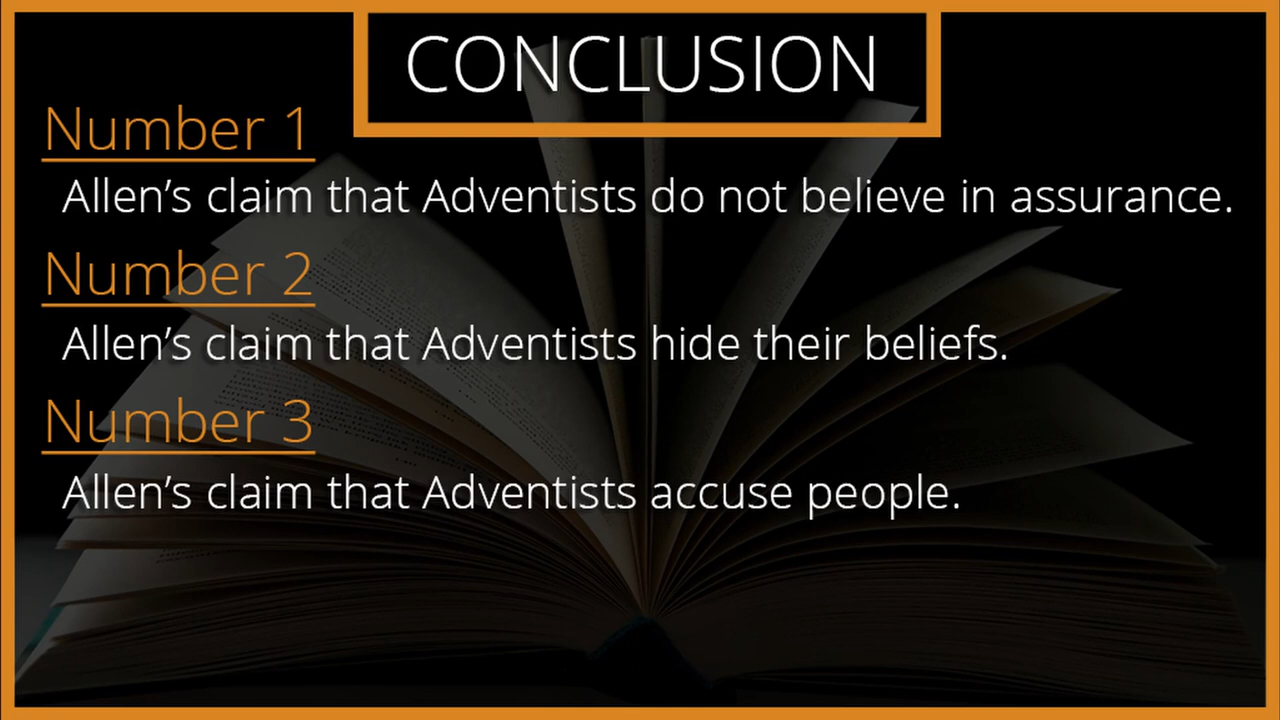 CONCLUSION
Number 1
Allen’s claim that Adventists do not believe in assurance.
Number 2
Allen’s claim that Adventists hide their beliefs.
Number 3
Allen’s claim that Adventists accuse people.